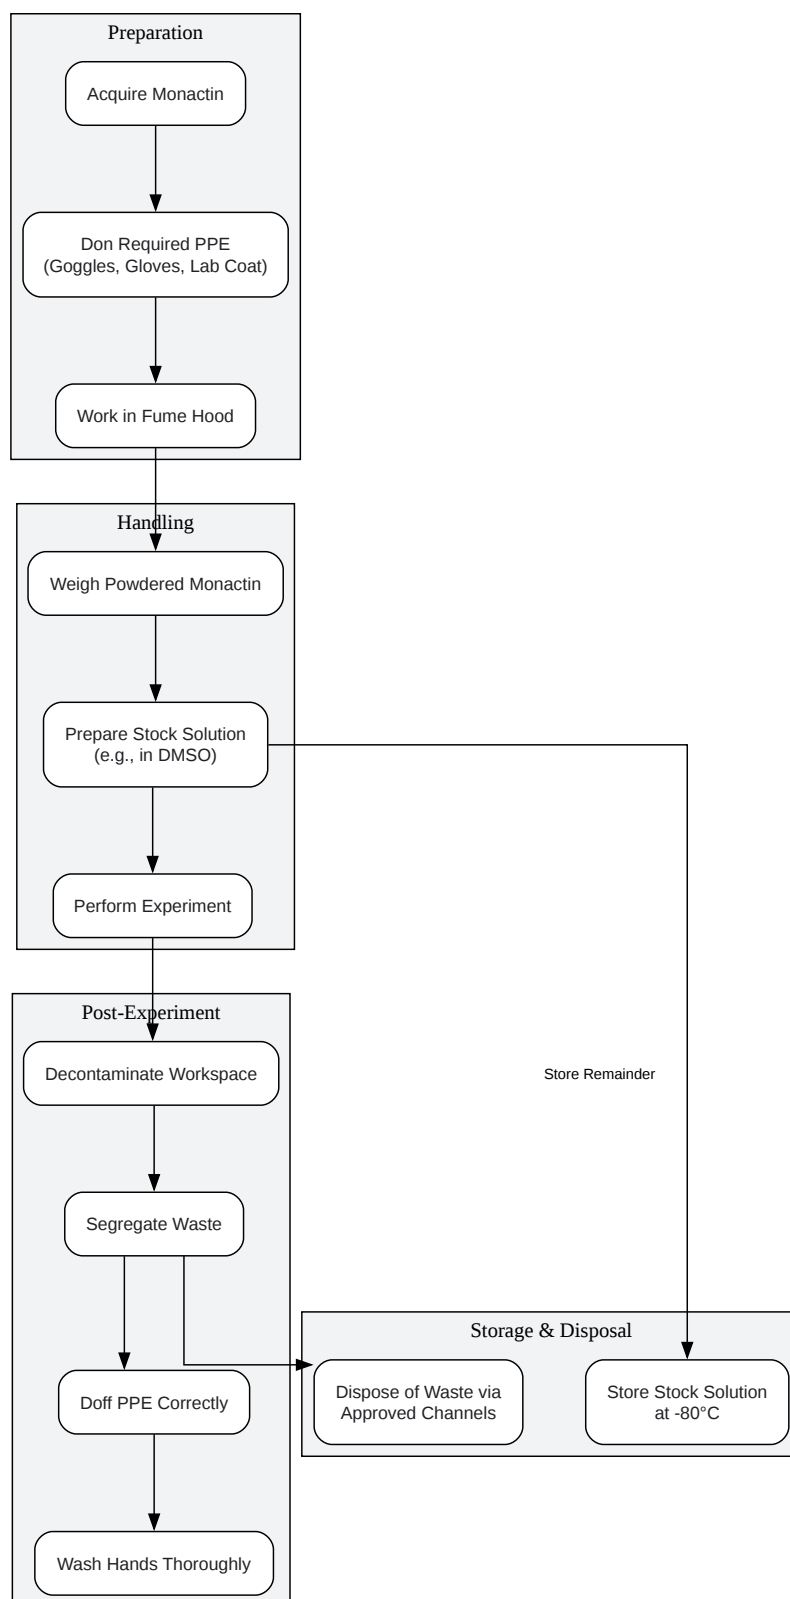 Preparation
Acquire Monactin
Don Required PPE
(Goggles, Gloves, Lab Coat)
Work in Fume Hood
Handling
Weigh Powdered Monactin
Prepare Stock Solution
(e.g., in DMSO)
Perform Experiment
Post-Experiment
Decontaminate Workspace
Store Remainder
Segregate Waste
Doff PPE Correctly
Wash Hands Thoroughly
Storage & Disposal
Dispose of Waste via
Approved Channels
Store Stock Solution
at -80°C